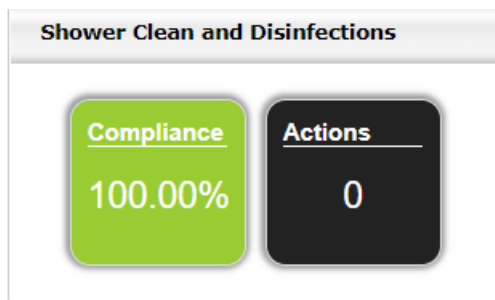 Shower Clean and Disinfections
Compliance
100.00%
Actions
0